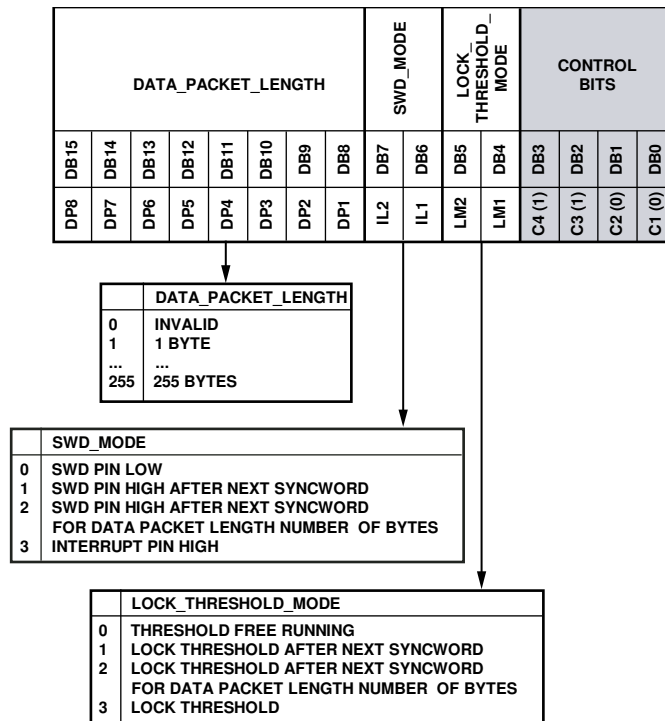 DATA_PACKET_LENGTH
SWD_MODE
LOCK_
THRESHOLD_
MODE
CONTROL
BITS
DB15 DB14 DB13 DB12 DB11 DB10 DB9 DB8 DB7 DB6 DB5 DB4 DB3 DB2 DB1 DB0
DP8 DP7 DP6 DP5 DP4 DP3 DP2 DP1 IL2 IL1 LM2 LM1 C4 (1) C3 (1) C2 (0) C1 (0)
DATA_PACKET_LENGTH
0 INVALID
1 1 BYTE
... ...
255 255 BYTES
SWD_MODE
0 SWD PIN LOW
1 SWD PIN HIGH AFTER NEXT SYNCWORD
2 SWD PIN HIGH AFTER NEXT SYNCWORD
FOR DATA PACKET LENGTH NUMBER OF BYTES
3 INTERRUPT PIN HIGH
LOCK_THRESHOLD_MODE
0 THRESHOLD FREE RUNNING
1 LOCK THRESHOLD AFTER NEXT SYNCWORD
2 LOCK THRESHOLD AFTER NEXT SYNCWORD
FOR DATA PACKET LENGTH NUMBER OF BYTES
3 LOCK THRESHOLD